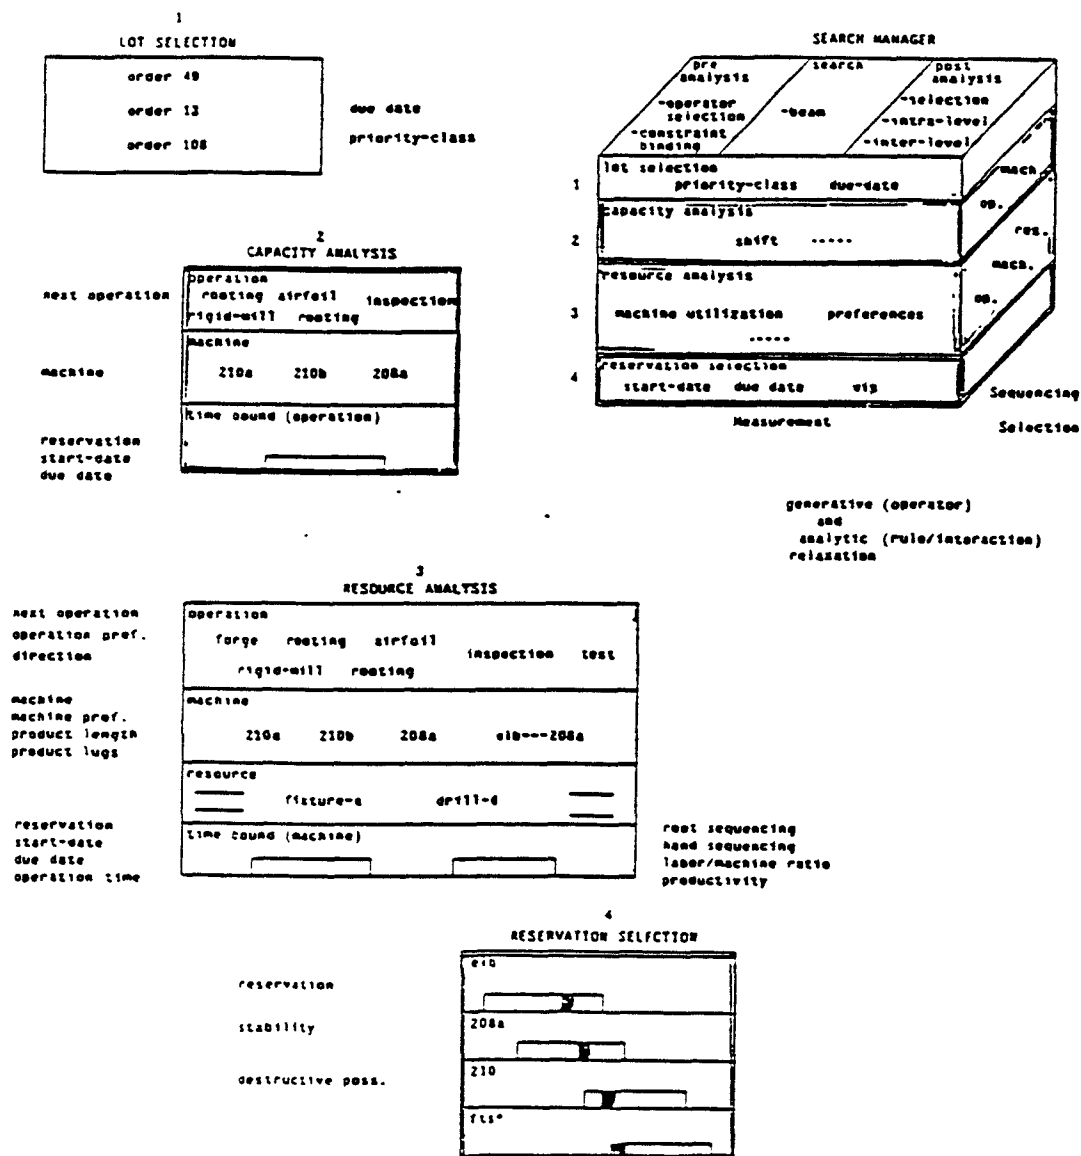 1
LOT SELECTION
order 49
order 13
order 108
due date
priority-class
SEARCH MANAGER
pre analysis
-operator selection
-constraint binding
search
-beam
post analysis
-selection
-intra-level
-inter-level
1
lot selection
priority-class due-date
2
capacity analysis
shift -----
3
resource analysis
machine utilization preferences
-----
4
reservation selection
start-date due date wip
mach.
op.
res.
mach.
op.
Measurement
Sequencing
Selection
generative (operator)
and
analytic (rule/interaction)
relaxation
2
CAPACITY ANALYSIS
next operation
operation
rooting airfoil inspection
rigid-mill rooting
machine
machine
210a 210b 208a
time bound (operation)
reservation
start-date
due date
3
RESOURCE ANALYSIS
next operation
operation pref.
direction
operation
forge rooting airfoil
inspection test
rigid-mill rooting
machine
machine pref.
product length
product lugs
machine
210a 210b 208a elb---208a
resource
fixture-a drill-d
reservation
start-date
due date
operation time
time bound (machine)
root sequencing
hand sequencing
labor/machine ratio
productivity
4
RESERVATION SELECTION
reservation
stability
destructive poss.
elb
208a
210
fts*